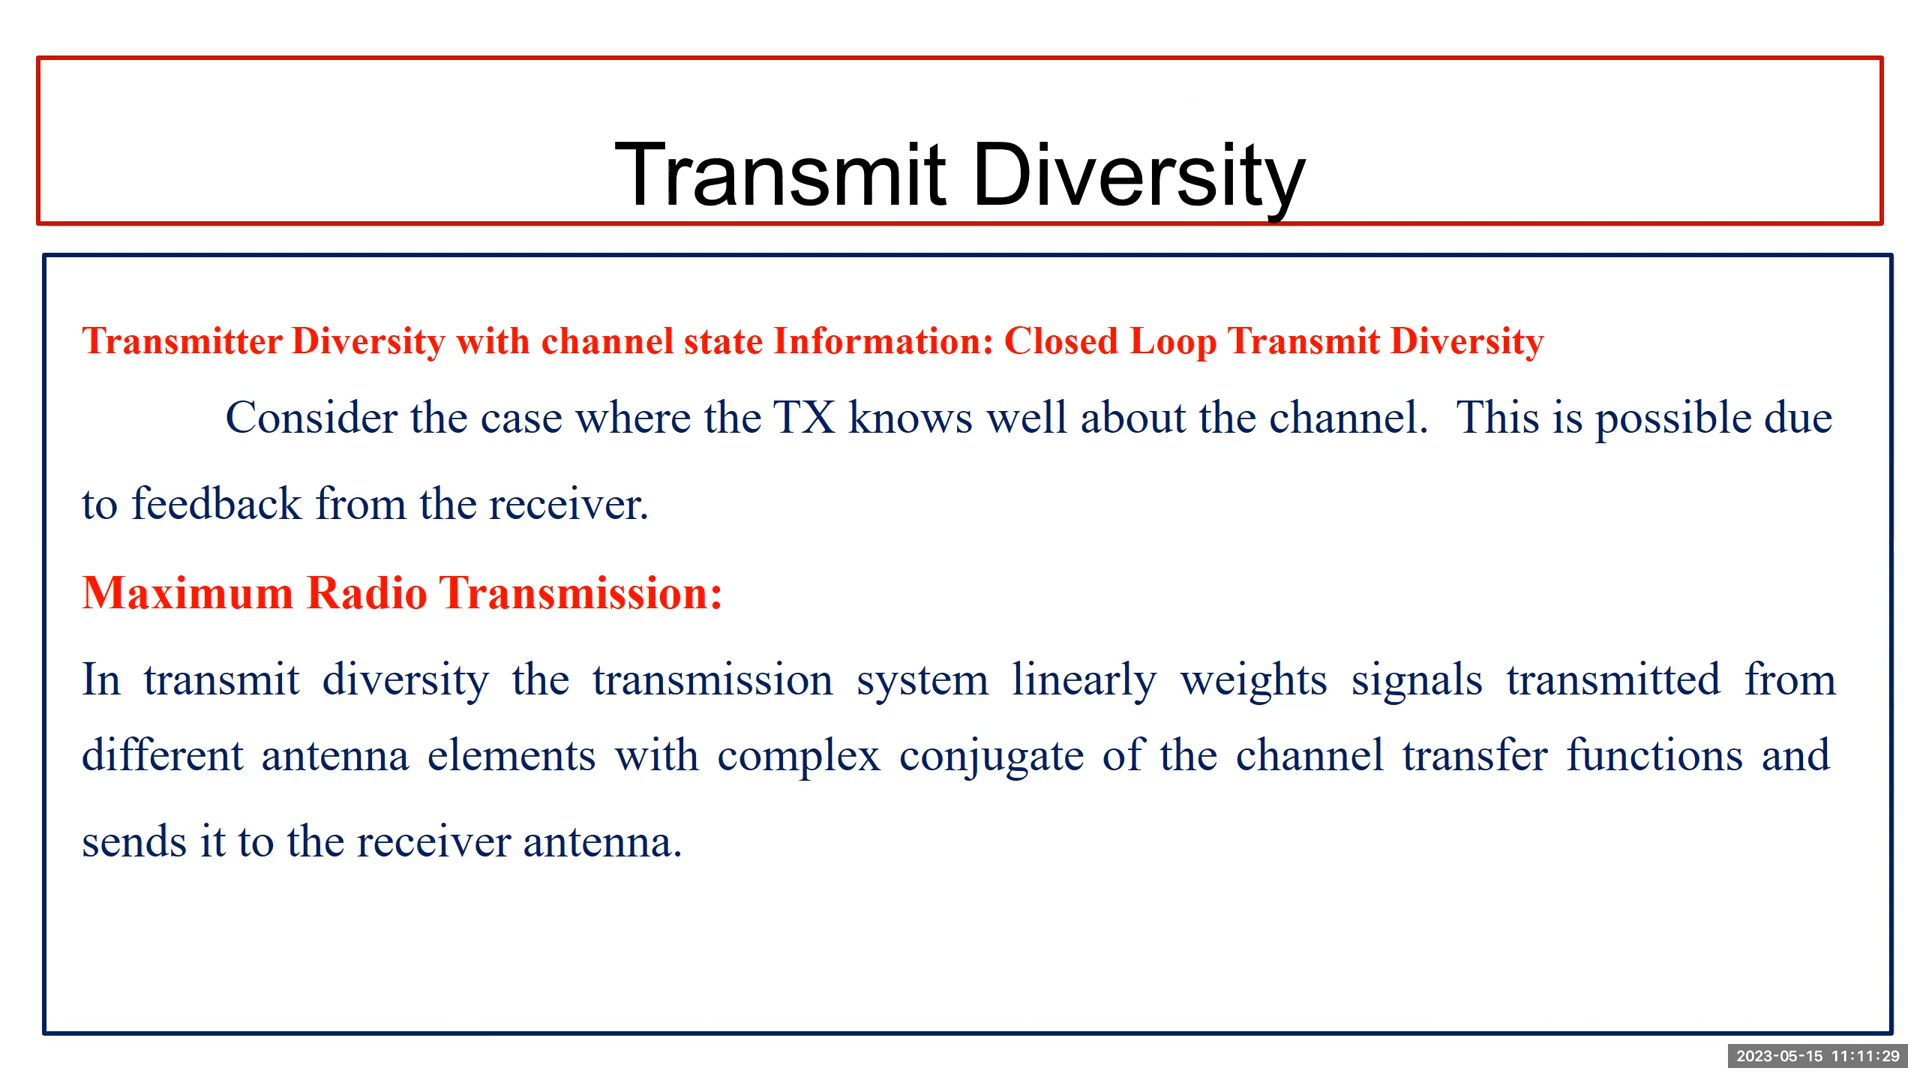 Transmit Diversity
Transmitter Diversity with channel state Information: Closed Loop Transmit Diversity
Consider the case where the TX knows well about the channel. This is possible due
to feedback from the receiver.
Maximum Radio Transmission:
In transmit diversity the transmission system linearly weights signals transmitted from
different antenna elements with complex conjugate of the channel transfer functions and
sends it to the receiver antenna.
2023-05-15 11:11:29